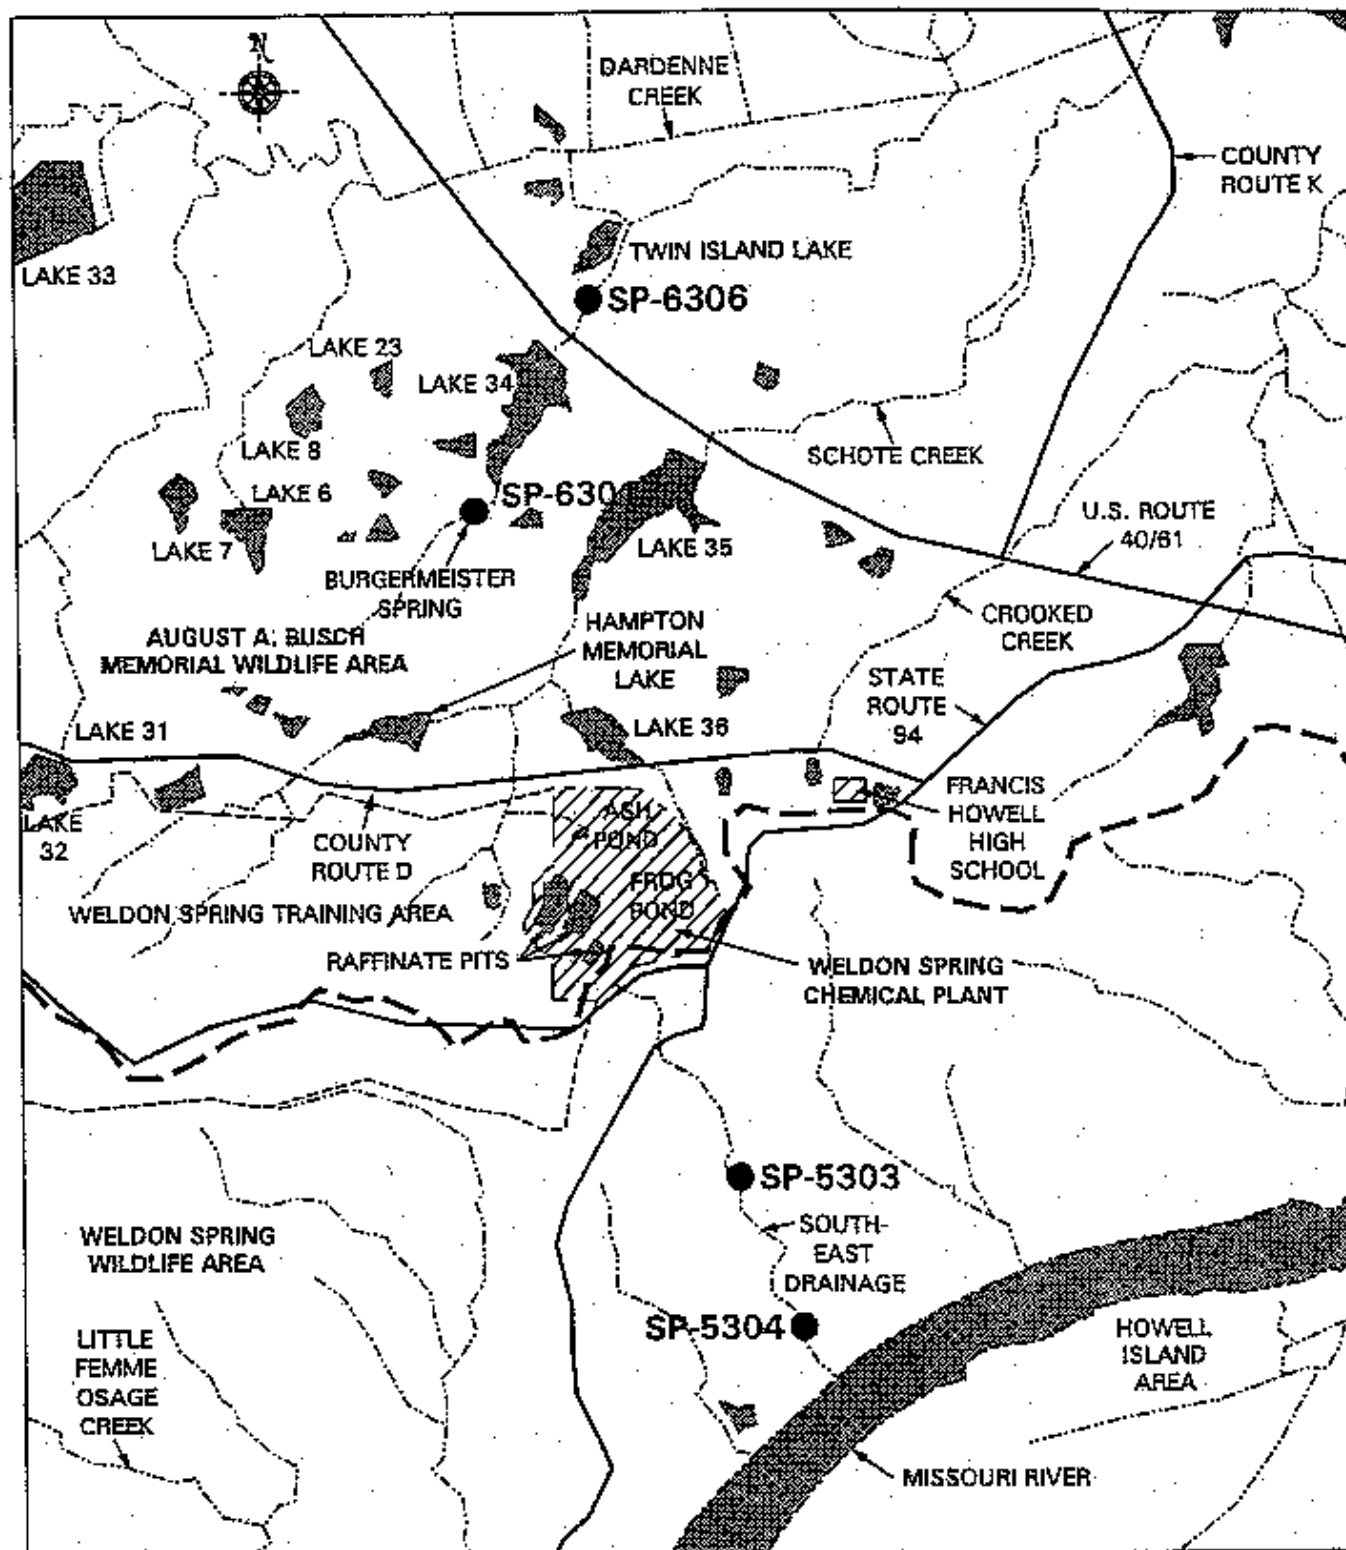 N
DARDENNE
CREEK
COUNTY
ROUTE K
TWIN ISLAND LAKE
LAKE 33
SP-6306
LAKE 23
LAKE 34
LAKE 8
SCHOTE CREEK
LAKE 6
SP-630
U.S. ROUTE
40/61
LAKE 7
LAKE 35
BURGERMEISTER
SPRING
CROOKED
CREEK
HAMPTON
MEMORIAL
LAKE
AUGUST A. BUSCH
MEMORIAL WILDLIFE AREA
STATE
ROUTE
94
LAKE 31
LAKE 36
FRANCIS
HOWELL
HIGH
SCHOOL
LAKE
32
ASH
POND
COUNTY
ROUTE D
FROG
POND
WELDON SPRING TRAINING AREA
RAFFINATE PITS
WELDON SPRING
CHEMICAL PLANT
SP-5303
SOUTH-
EAST
DRAINAGE
WELDON SPRING
WILDLIFE AREA
SP-5304
HOWELL
ISLAND
AREA
LITTLE
FEMME
OSAGE
CREEK
MISSOURI RIVER